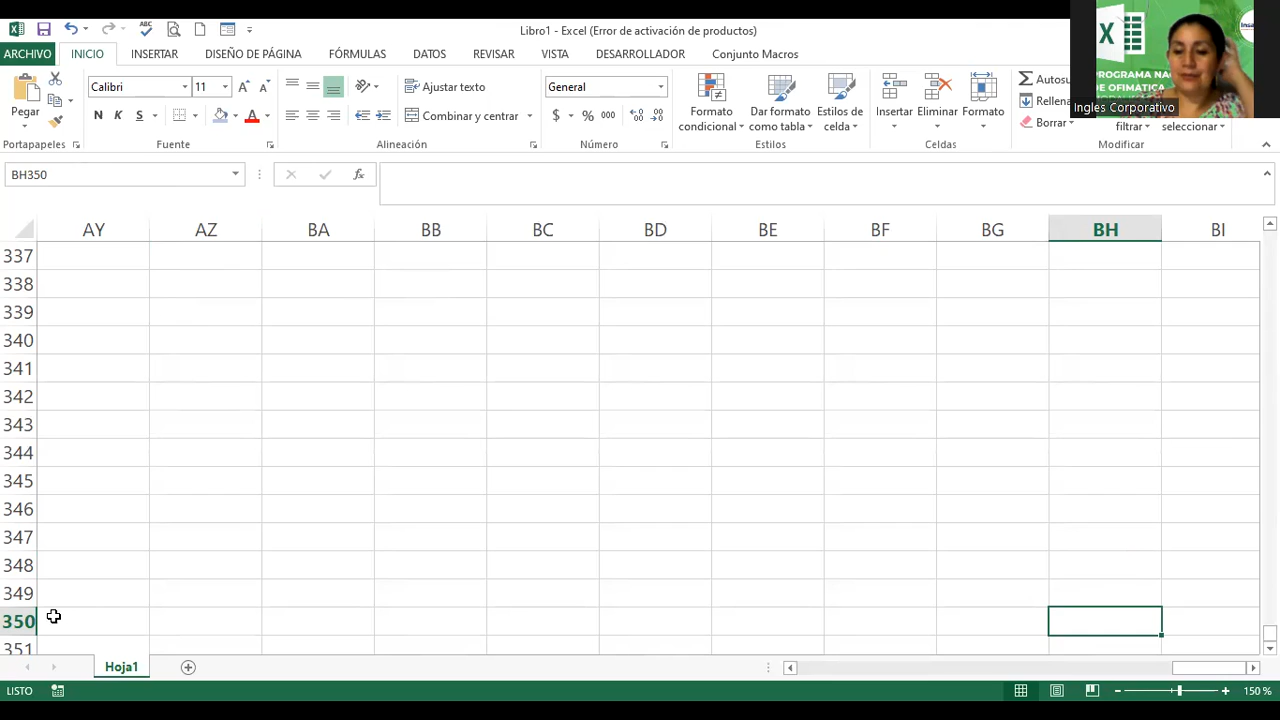 Libro1 - Excel (Error de activación de productos)
ARCHIVO INICIO INSERTAR DISEÑO DE PÁGINA FÓRMULAS DATOS REVISAR VISTA DESARROLLADOR Conjunto Macros
Pegar
Calibri 11
N K S
A A
Ajustar texto
Combinar y centrar
General
$ % 000
Formato condicional
Dar formato como tabla
Estilos de celda
Insertar
Eliminar
Formato
Borrar
filtrar
seleccionar
Portapapeles Fuente Alineación Número Estilos Celdas Modificar
PROGRAMA NAC
DE OFIMATICA
Ingles Corporativo
BH350
fx
AY AZ BA BB BC BD BE BF BG BH BI
337
338
339
340
341
342
343
344
345
346
347
348
349
350
351
Hoja1
LISTO
150 %